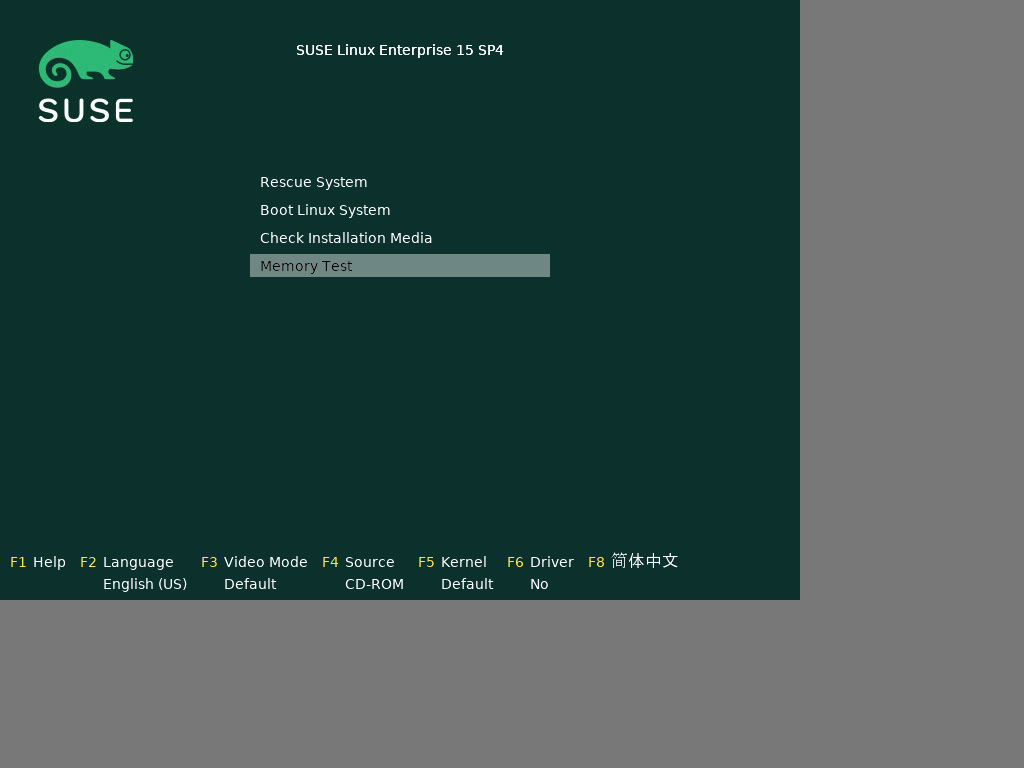 SUSE Linux Enterprise 15 SP4
SUSE
Rescue System
Boot Linux System
Check Installation Media
Memory Test
F1 Help F2 Language F3 Video Mode F4 Source F5 Kernel F6 Driver F8 简体中文
English (US) Default CD-ROM Default No